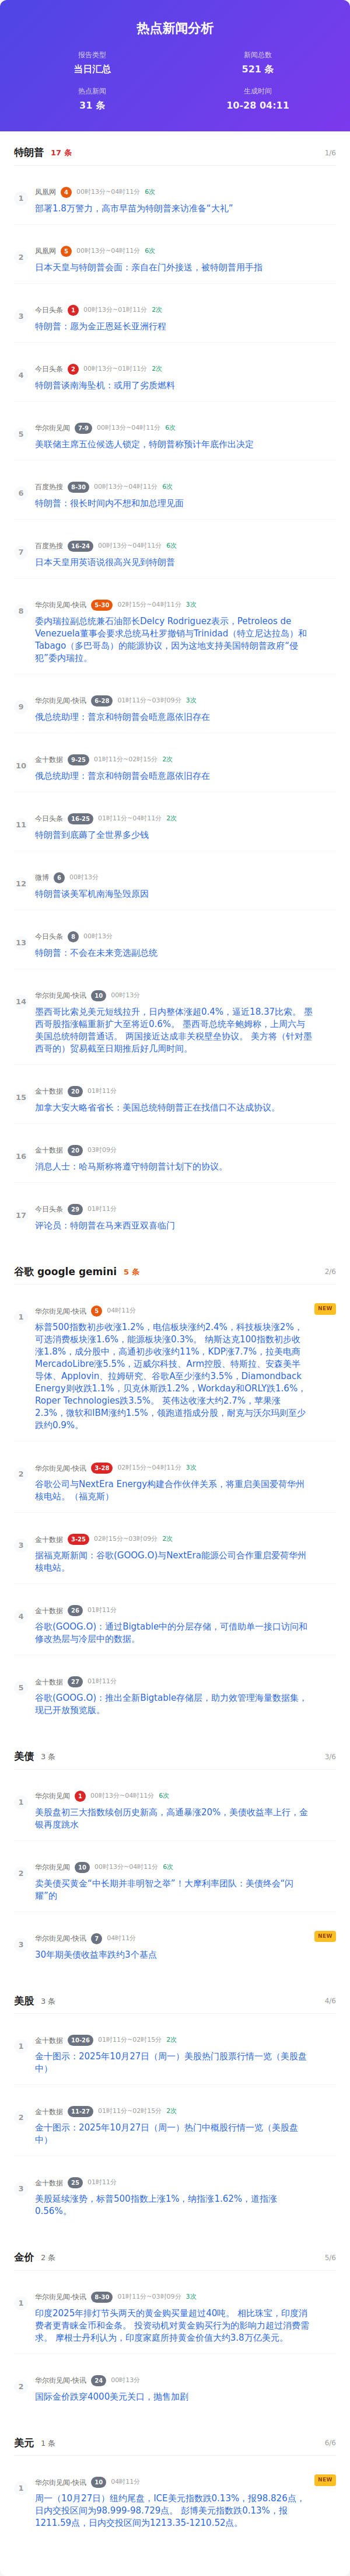 热点新闻分析
报告类型
新闻总数
当日汇总
521 条
热点新闻
生成时间
31 条
10-28 04:11
特朗普 17 条 1/6
1 凤凰网 4 00时13分~04时11分 6次
部署1.8万警力，高市早苗为特朗普来访准备“大礼”
2 凤凰网 5 00时13分~04时11分 6次
日本天皇与特朗普会面：亲自在门外接送，被特朗普用手指
3 今日头条 1 00时13分~01时11分 2次
特朗普：愿为金正恩延长亚洲行程
4 今日头条 2 00时13分~01时11分 2次
特朗普谈南海坠机：或用了劣质燃料
5 华尔街见闻 7-9 00时13分~04时11分 6次
美联储主席五位候选人锁定，特朗普称预计年底作出决定
6 百度热搜 8-30 00时13分~04时11分 6次
特朗普：很长时间内不想和加总理见面
7 百度热搜 16-24 00时13分~04时11分 6次
日本天皇用英语说很高兴见到特朗普
8 华尔街见闻-快讯 5-30 02时15分~04时11分 3次
委内瑞拉副总统兼石油部长Delcy Rodriguez表示，Petroleos de
Venezuela董事会要求总统马杜罗撤销与Trinidad（特立尼达拉岛）和
Tabago（多巴哥岛）的能源协议，因为这地支持美国特朗普政府“侵
犯”委内瑞拉。
9 华尔街见闻-快讯 6-28 01时11分~03时09分 3次
俄总统助理：普京和特朗普会晤意愿依旧存在
10 金十数据 9-25 01时11分~02时15分 2次
俄总统助理：普京和特朗普会晤意愿依旧存在
11 今日头条 16-25 01时11分~04时11分 2次
特朗普到底薅了全世界多少钱
12 微博 6 00时13分
特朗普谈美军机南海坠毁原因
13 今日头条 8 00时13分
特朗普：不会在未来竞选副总统
14 华尔街见闻-快讯 10 00时13分
墨西哥比索兑美元短线拉升，日内整体涨超0.4%，逼近18.37比索。 墨
西哥股指涨幅重新扩大至将近0.6%。 墨西哥总统辛鲍姆称，上周六与
美国总统特朗普通话。 两国接近达成非关税壁垒协议。 美方将（针对墨
西哥的）贸易截至日期推后好几周时间。
15 金十数据 20 01时11分
加拿大安大略省省长：美国总统特朗普正在找借口不达成协议。
16 金十数据 20 03时09分
消息人士：哈马斯称将遵守特朗普计划下的协议。
17 今日头条 29 01时11分
评论员：特朗普在马来西亚双喜临门
谷歌 google gemini 5 条 2/6
1 华尔街见闻-快讯 5 04时11分 NEW
标普500指数初步收涨1.2%，电信板块涨约2.4%，科技板块涨2%，
可选消费板块涨1.6%，能源板块涨0.3%。 纳斯达克100指数初步收
涨1.8%，成分股中，高通初步收涨约11%，KDP涨7.7%，拉美电商
MercadoLibre涨5.5%，迈威尔科技、Arm控股、特斯拉、安森美半
导体、Applovin、拉姆研究、谷歌A至少涨约3.5%，Diamondback
Energy则收跌1.1%，贝克休斯跌1.2%，Workday和ORLY跌1.6%，
Roper Technologies跌3.5%。 英伟达收涨大约2.7%，苹果涨
2.3%，微软和IBM涨约1.5%，领跑道指成分股，耐克与沃尔玛则至少
跌约0.9%。
2 华尔街见闻-快讯 3-28 02时15分~04时11分 3次
谷歌公司与NextEra Energy构建合作伙伴关系，将重启美国爱荷华州
核电站。（福克斯）
3 金十数据 3-25 02时15分~03时09分 2次
据福克斯新闻：谷歌(GOOG.O)与NextEra能源公司合作重启爱荷华州
核电站。
4 金十数据 26 01时11分
谷歌(GOOG.O)：通过Bigtable中的分层存储，可借助单一接口访问和
修改热层与冷层中的数据。
5 金十数据 27 01时11分
谷歌(GOOG.O)：推出全新Bigtable存储层，助力效管理海量数据集，
现已开放预览版。
美债 3 条 3/6
1 华尔街见闻 1 00时13分~04时11分 6次
美股盘初三大指数续创历史新高，高通暴涨20%，美债收益率上行，金
银再度跳水
2 华尔街见闻 10 00时13分~04时11分 6次
卖美债买黄金“中长期并非明智之举”！大摩利率团队：美债终会“闪
耀”的
3 华尔街见闻-快讯 7 04时11分 NEW
30年期美债收益率跌约3个基点
美股 3 条 4/6
1 金十数据 10-26 01时11分~02时15分 2次
金十图示：2025年10月27日（周一）美股热门股票行情一览（美股盘
中）
2 金十数据 11-27 01时11分~02时15分 2次
金十图示：2025年10月27日（周一）热门中概股行情一览（美股盘
中）
3 金十数据 25 01时11分
美股延续涨势，标普500指数上涨1%，纳指涨1.62%，道指涨
0.56%。
金价 2 条 5/6
1 华尔街见闻-快讯 8-30 01时11分~03时09分 3次
印度2025年排灯节头两天的黄金购买量超过40吨。 相比珠宝，印度消
费者更青睐金币和金条。 投资动机对黄金购买行为的影响力超过消费需
求。 摩根士丹利认为，印度家庭所持黄金价值大约3.8万亿美元。
2 华尔街见闻-快讯 24 00时13分
国际金价跌穿4000美元关口，抛售加剧
美元 1 条 6/6
1 华尔街见闻-快讯 10 04时11分 NEW
周一（10月27日）纽约尾盘，ICE美元指数跌0.13%，报98.826点，
日内交投区间为98.999-98.729点。 彭博美元指数跌0.13%，报
1211.59点，日内交投区间为1213.35-1210.52点。